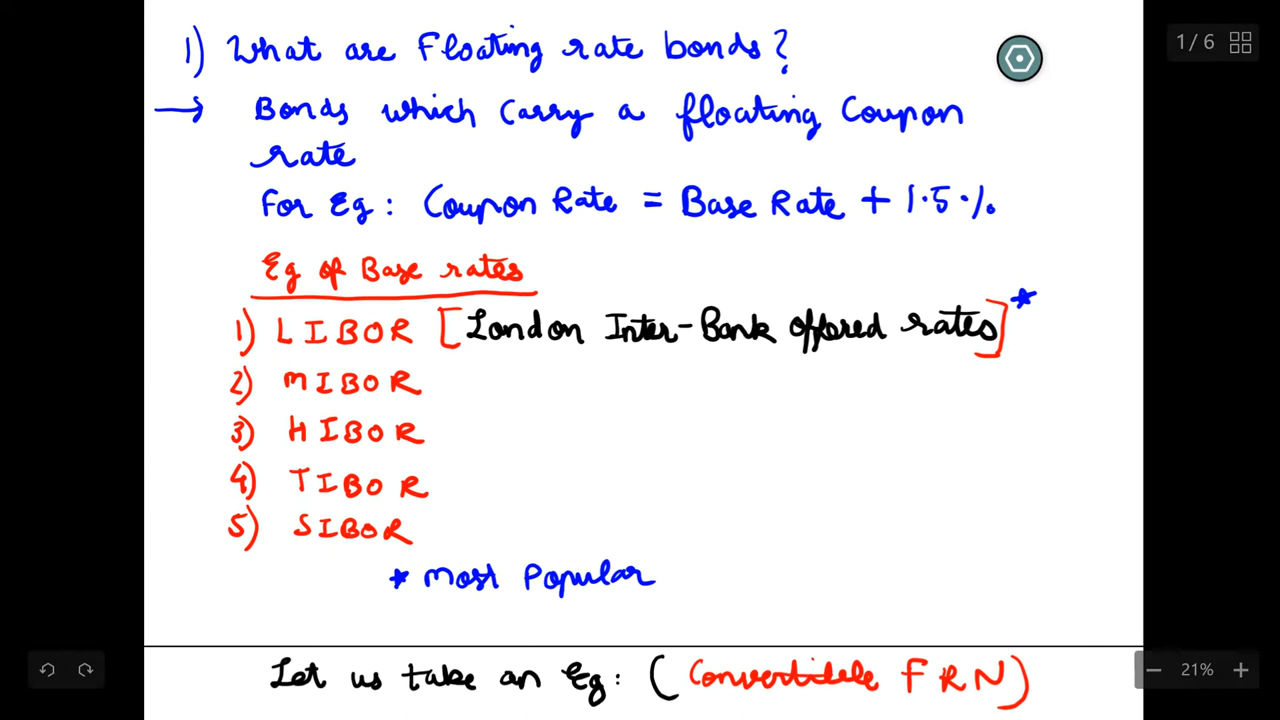 1) What are Floating rate bonds?
→ Bonds which carry a floating Coupon
rate
For Eg: Coupon Rate = Base Rate + 1.5%
Eg of Base rates
1) LIBOR [London Inter-Bank offered rates]*
2) MIBOR
3) HIBOR
4) TIBOR
5) SIBOR
* Most Popular
Let us take an Eg: (Convertible FRN)
1/6
21%